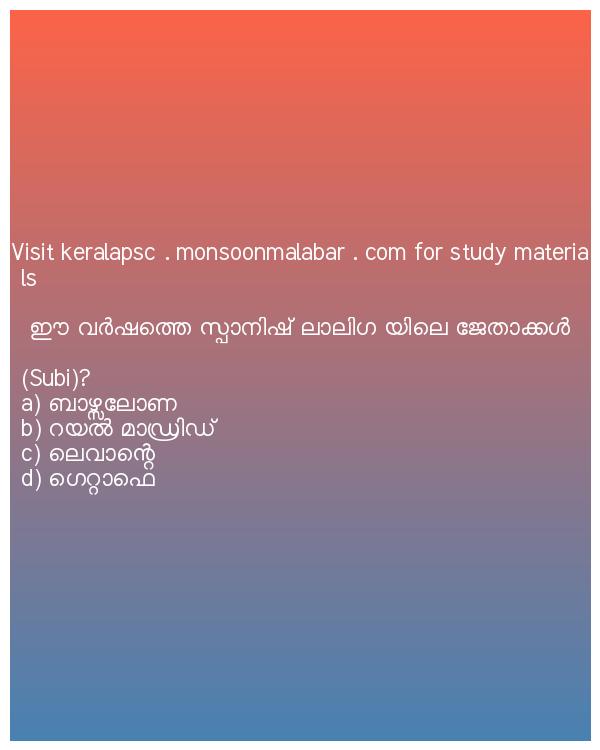 Visit keralapsc . monsoonmalabar . com for study materia
ls
ഈ വർഷത്തെ സ്പാനിഷ് ലാലിഗ യിലെ ജേതാക്കൾ
(Subi)?
a) ബാഴ്സലോണ
b) റയൽ മാഡ്രിഡ്
c) ലെവാന്റെ
d) ഗെറ്റാഫെ